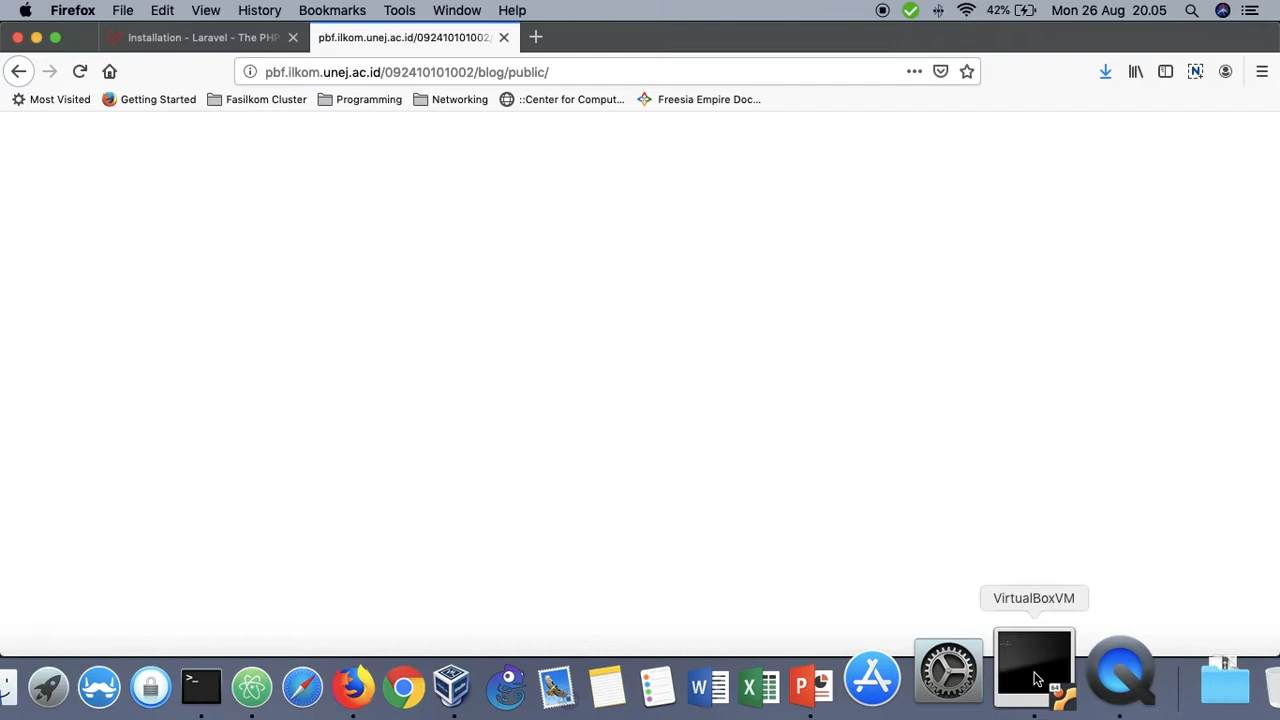 Firefox File Edit View History Bookmarks Tools Window Help 42% Mon 26 Aug 20.05
Installation - Laravel - The PHP pbf.ilkom.unej.ac.id/092410101002/
pbf.ilkom.unej.ac.id/092410101002/blog/public/
Most Visited Getting Started Fasilkom Cluster Programming Networking ::Center for Comput... Freesia Empire Doc...
VirtualBoxVM